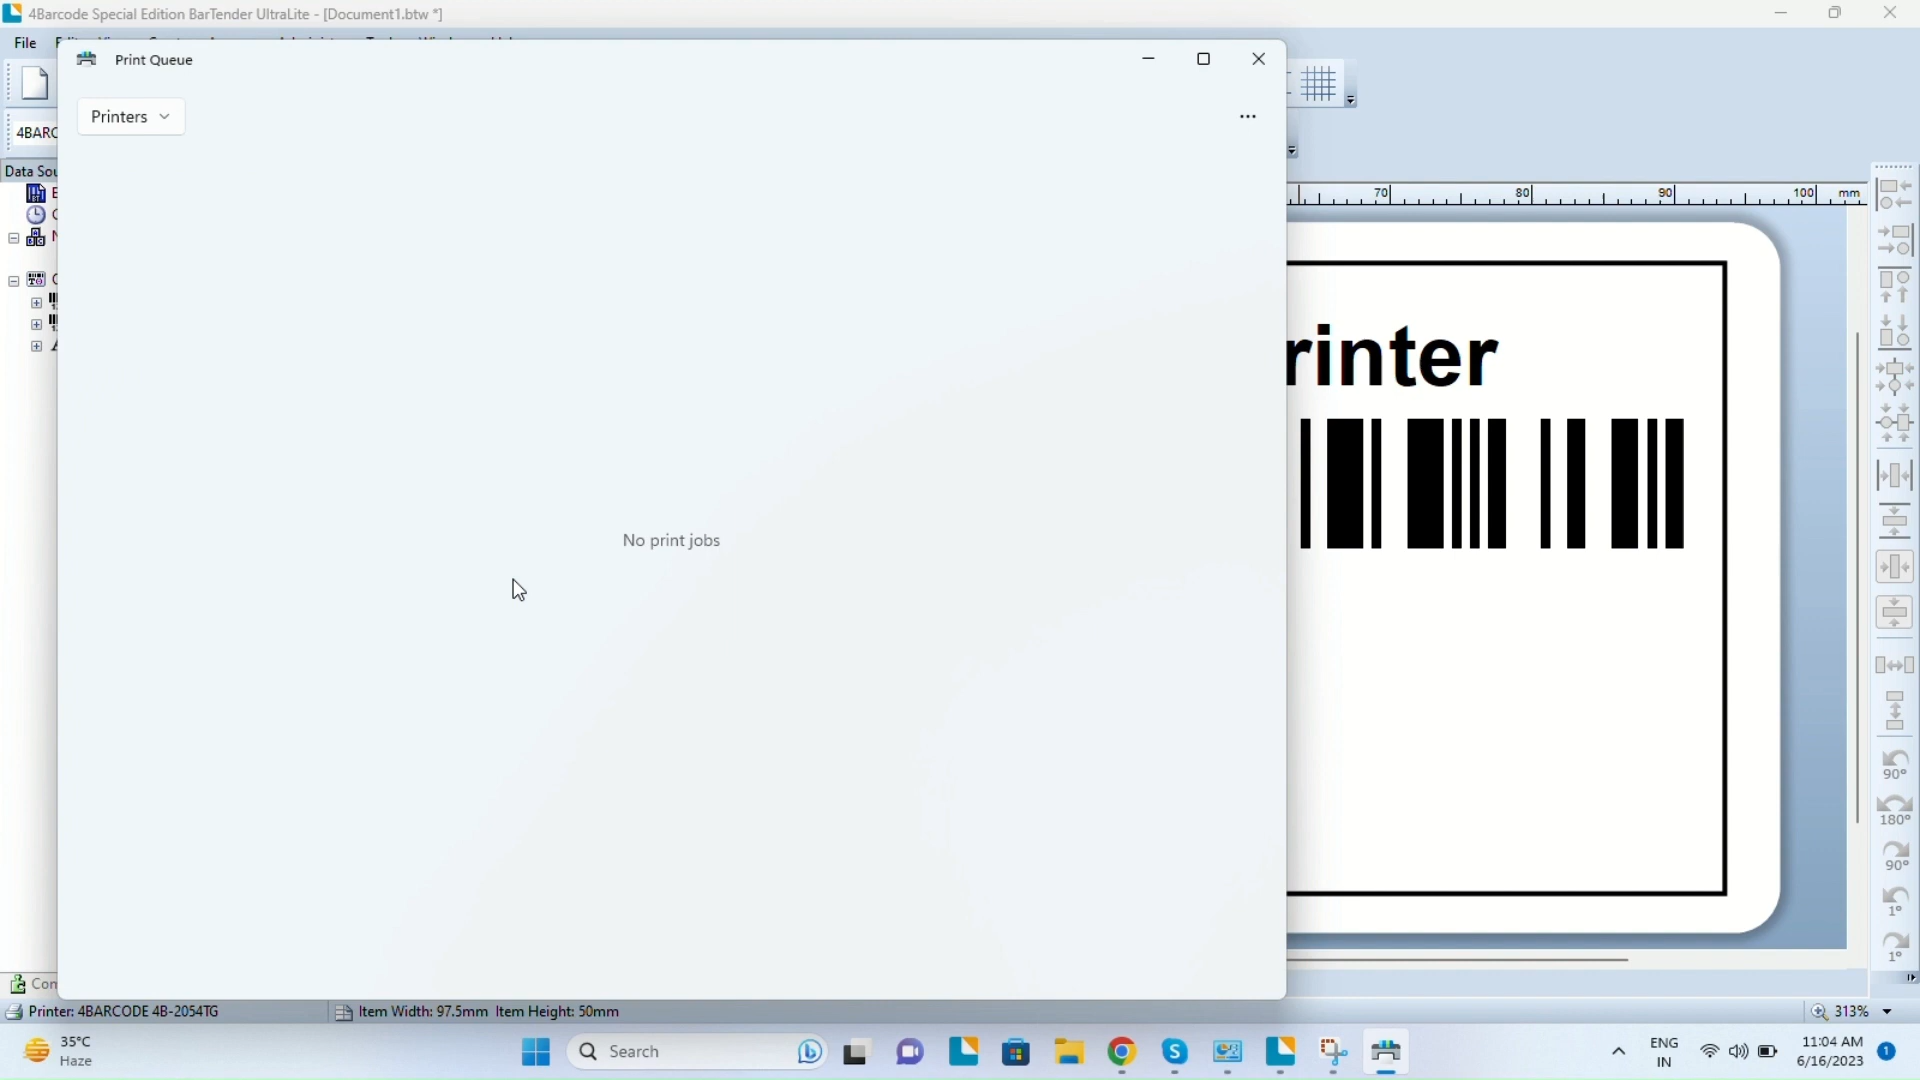 4Barcode Special Edition BarTender UltraLite - [Document1.btw *]
File
Print Queue
Printers
4BARC
Data Sou
70 80 90 100 mm
rinter
No print jobs
90°
180°
90°
1°
1°
Com
Printer: 4BARCODE 4B-2054TG Item Width: 97.5mm Item Height: 50mm 313%
35°C
Haze
Search
ENG
IN
11:04 AM
6/16/2023
1